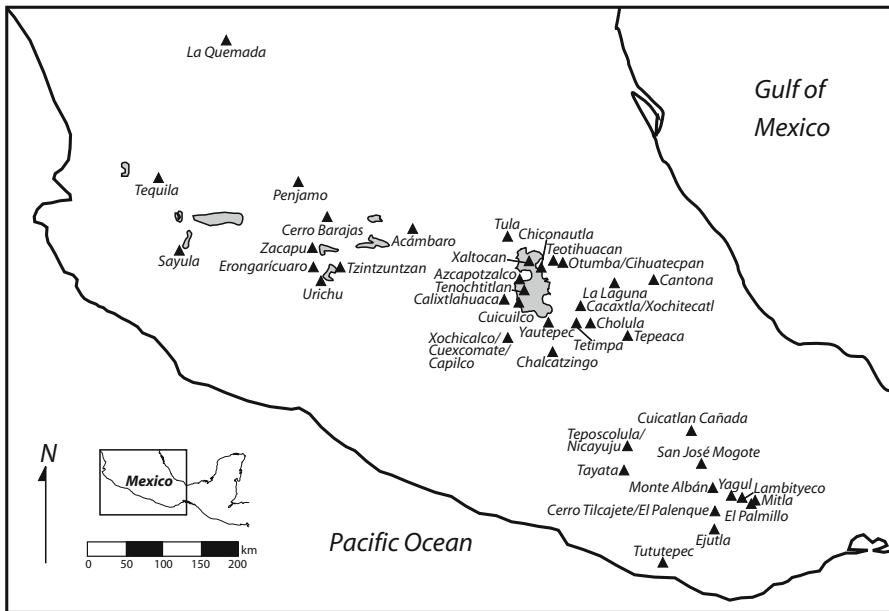 La Quemada
Gulf of
Mexico
Tequila
Penjamo
Cerro Barajas
Acámbaro
Tula
Chiconautla
Teotihuacan
Otumba/Cihuatecpan
Zacapu
Sayula
Xaltocan
Erongarícuaro
Tzintzuntzan
Azcapotzalco
Cantona
Urichu
Tenochtitlan
La Laguna
Calixtlahuaca
Cacaxtla/Xochitecatl
Cuicuilco
Yautepec
Cholula
Xochicalco/
Cuexcomate/
Capilco
Tetimpa
Tepeaca
Chalcatzingo
Cuicatlan Cañada
Teposcolula/
Nicayuju
San José Mogote
Tayata
N
Mexico
Monte Albán
Yagul
Lambityeco
Mitla
Cerro Tilcajete/El Palenque
El Palmillo
Ejutla
Pacific Ocean
Tututepec
km
0 50 100 150 200